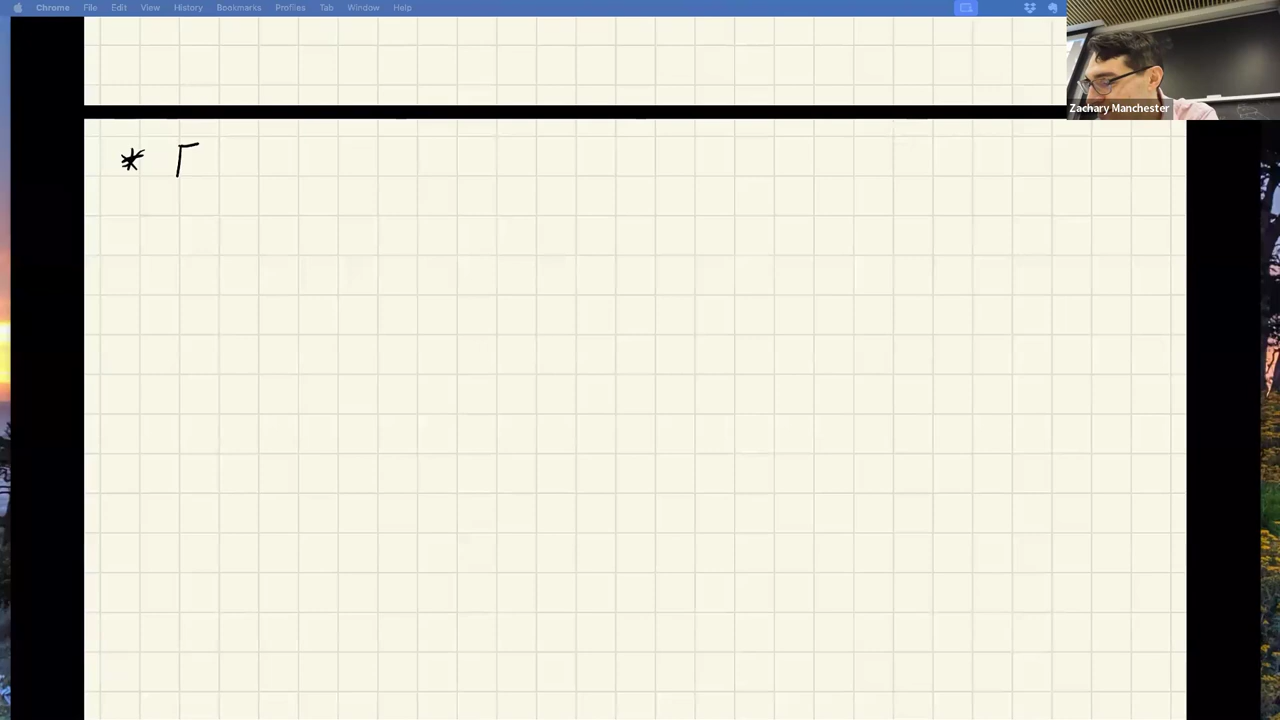 Chrome File Edit View History Bookmarks Profiles Tab Window Help
Zachary Manchester
* Γ